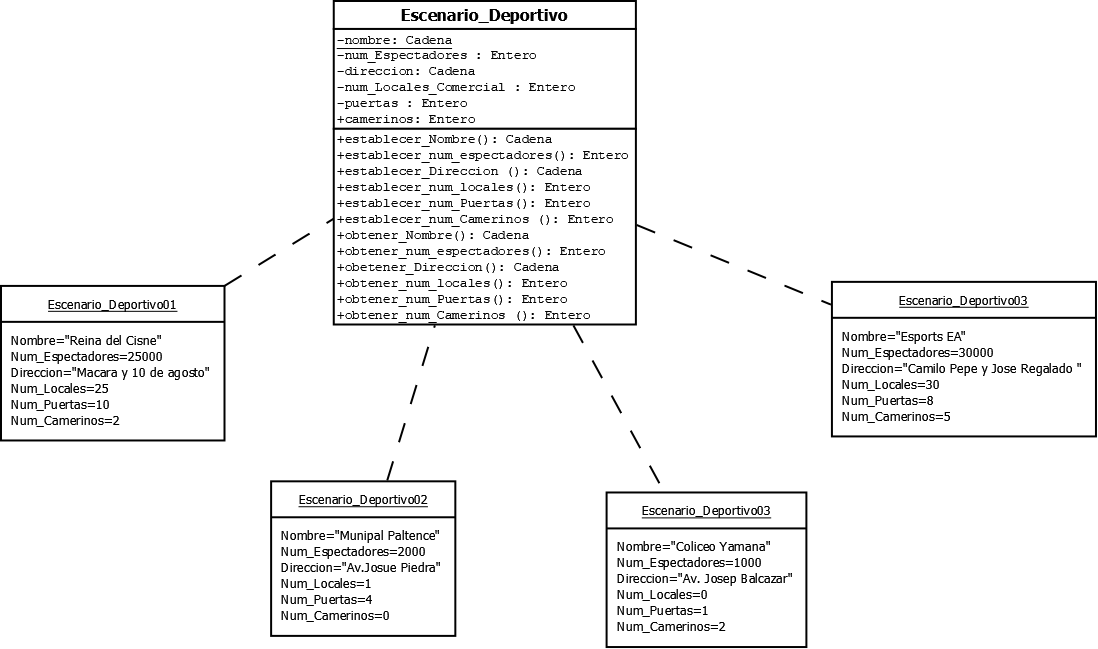 Escenario_Deportivo
-nombre: Cadena
-num_Espectadores : Entero
-direccion: Cadena
-num_Locales_Comercial : Entero
-puertas : Entero
+camerinos: Entero
+establecer_Nombre(): Cadena
+establecer_num_espectadores(): Entero
+establecer_Direccion (): Cadena
+establecer_num_locales(): Entero
+establecer_num_Puertas(): Entero
+establecer_num_Camerinos (): Entero
+obtener_Nombre(): Cadena
+obtener_num_espectadores(): Entero
+obetener_Direccion(): Cadena
+obtener_num_locales(): Entero
+obtener_num_Puertas(): Entero
+obtener_num_Camerinos (): Entero
Escenario_Deportivo01
Nombre="Reina del Cisne"
Num_Espectadores=25000
Direccion="Macara y 10 de agosto"
Num_Locales=25
Num_Puertas=10
Num_Camerinos=2
Escenario_Deportivo03
Nombre="Esports EA"
Num_Espectadores=30000
Direccion="Camilo Pepe y Jose Regalado "
Num_Locales=30
Num_Puertas=8
Num_Camerinos=5
Escenario_Deportivo02
Nombre="Munipal Paltence"
Num_Espectadores=2000
Direccion="Av.Josue Piedra"
Num_Locales=1
Num_Puertas=4
Num_Camerinos=0
Escenario_Deportivo03
Nombre="Coliceo Yamana"
Num_Espectadores=1000
Direccion="Av. Josep Balcazar"
Num_Locales=0
Num_Puertas=1
Num_Camerinos=2